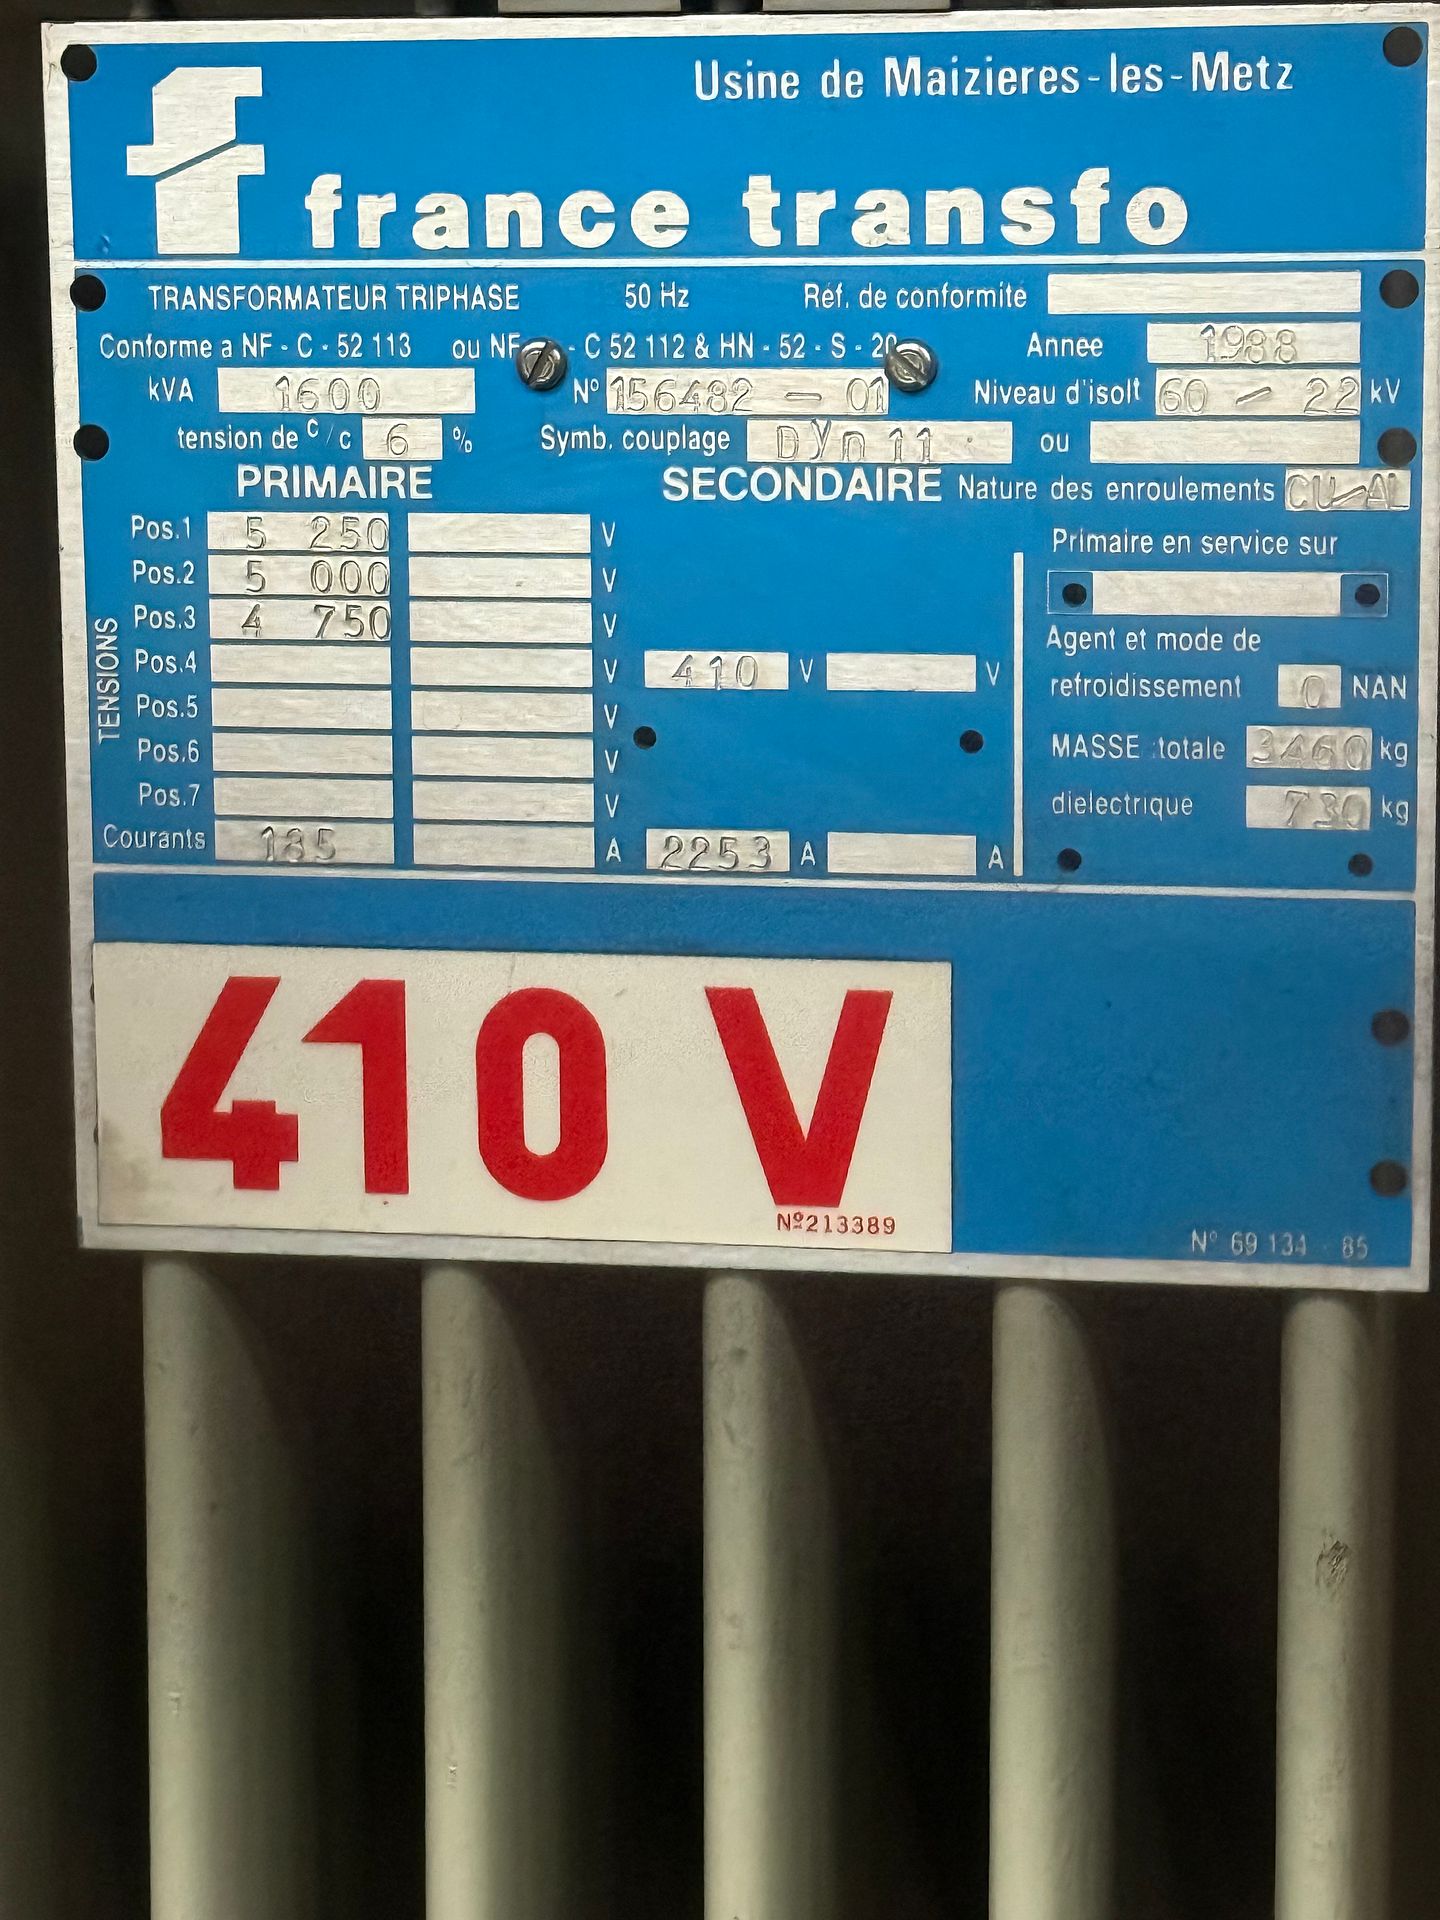 Usine de Maizieres-les-Metz
france transfo
TRANSFORMATEUR TRIPHASE 50 Hz Réf. de conformité
Conforme a NF - C - 52 113 ou NF - C 52 112 & HN - 52 - S - 20 Annee 1988
kVA 1600 N° 156482 — 01 Niveau d'isolt 60 — 22 kV
tension de c/c 6 % Symb. couplage Dyn 11 ou
PRIMAIRE SECONDAIRE Nature des enroulements CU-AL
TENSIONS
Pos.1 5 250 V
Pos.2 5 000 V
Pos.3 4 750 V
Pos.4 V 410 V V
Pos.5 V
Pos.6 V
Pos.7 V
Courants 185 A 2253 A A
Primaire en service sur
Agent et mode de
refroidissement O NAN
MASSE totale 3460 kg
dielectrique 730 kg
410 V
Nº213389
N° 69 134 - 85